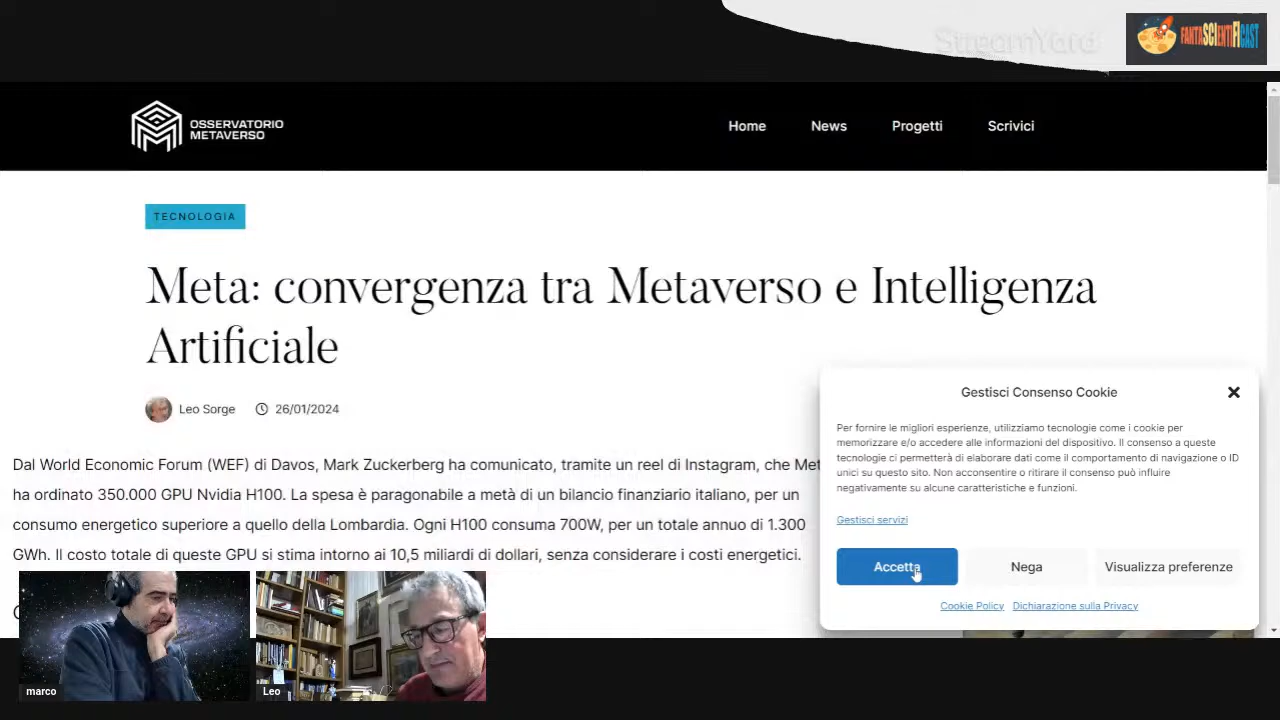 StreamYard
FANTASCIENTIFICAST
OSSERVATORIO
METAVERSO
Home
News
Progetti
Scrivici
TECNOLOGIA
Meta: convergenza tra Metaverso e Intelligenza
Artificiale
Leo Sorge
26/01/2024
Dal World Economic Forum (WEF) di Davos, Mark Zuckerberg ha comunicato, tramite un reel di Instagram, che Met
ha ordinato 350.000 GPU Nvidia H100. La spesa è paragonabile a metà di un bilancio finanziario italiano, per un
consumo energetico superiore a quello della Lombardia. Ogni H100 consuma 700W, per un totale annuo di 1.300
GWh. Il costo totale di queste GPU si stima intorno ai 10,5 miliardi di dollari, senza considerare i costi energetici.
Gestisci Consenso Cookie
Per fornire le migliori esperienze, utilizziamo tecnologie come i cookie per
memorizzare e/o accedere alle informazioni del dispositivo. Il consenso a queste
tecnologie ci permetterà di elaborare dati come il comportamento di navigazione o ID
unici su questo sito. Non acconsentire o ritirare il consenso può influire
negativamente su alcune caratteristiche e funzioni.
Gestisci servizi
Accetta
Nega
Visualizza preferenze
Cookie Policy
Dichiarazione sulla Privacy
marco
Leo